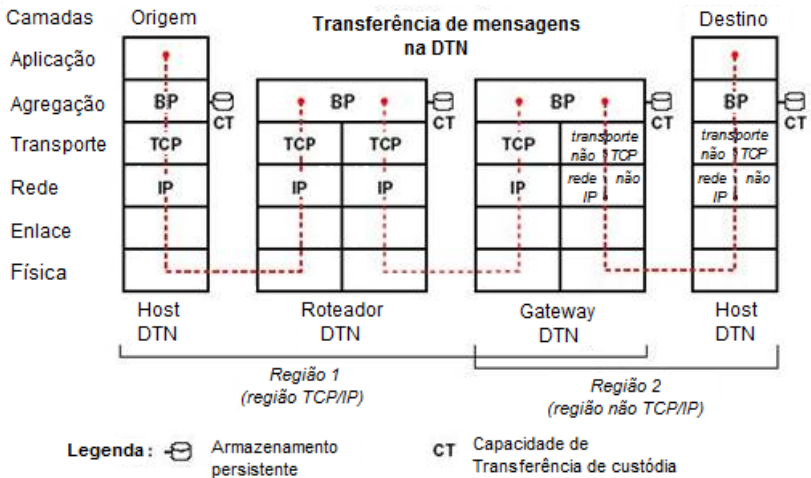 Camadas
Origem
Transferência de mensagens
na DTN
Destino
Aplicação
Agregação
BP
CT
BP
CT
BP
CT
BP
CT
Transporte
TCP
TCP
TCP
TCP
transporte
não TCP
transporte
não TCP
Rede
IP
IP
IP
IP
rede não
IP
rede não
IP
Enlace
Física
Host
DTN
Roteador
DTN
Gateway
DTN
Host
DTN
Região 1
(região TCP/IP)
Região 2
(região não TCP/IP)
Legenda :
Armazenamento
persistente
CT
Capacidade de
Transferência de custódia